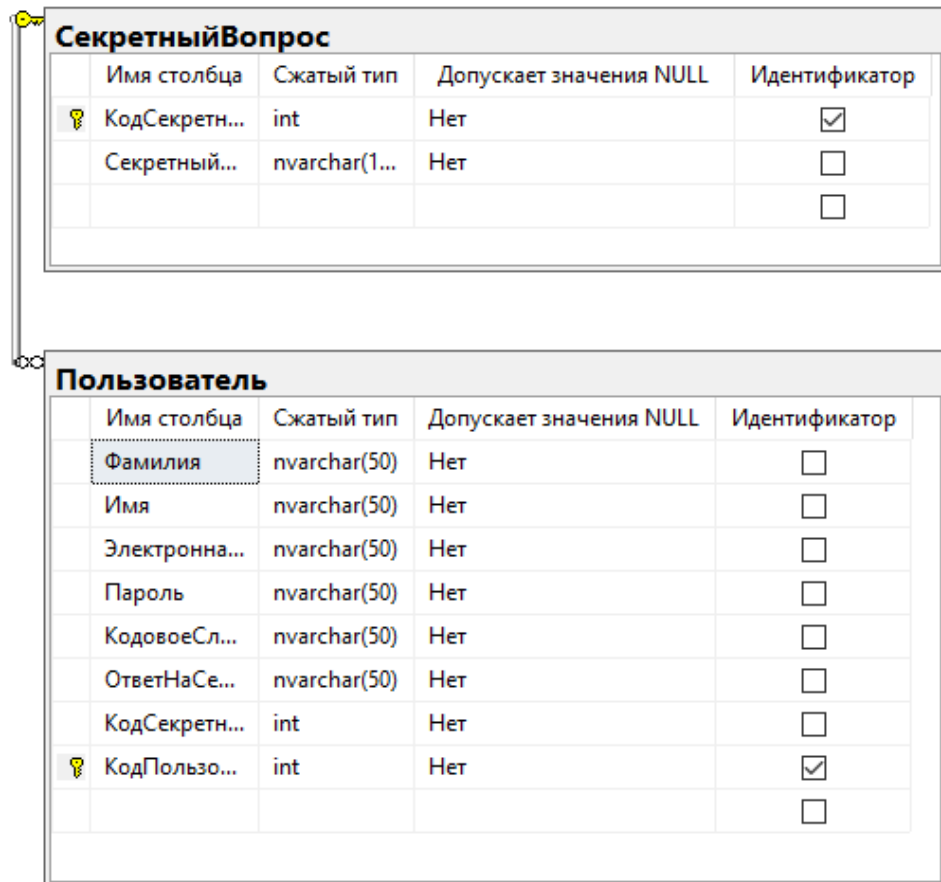 СекретныйВопрос
Имя столбца Сжатый тип Допускает значения NULL Идентификатор
КодСекретн... int Нет
Секретный... nvarchar(1... Нет
Пользователь
Имя столбца Сжатый тип Допускает значения NULL Идентификатор
Фамилия nvarchar(50) Нет
Имя nvarchar(50) Нет
Электронна... nvarchar(50) Нет
Пароль nvarchar(50) Нет
КодовоеСл... nvarchar(50) Нет
ОтветНаСе... nvarchar(50) Нет
КодСекретн... int Нет
КодПользо... int Нет